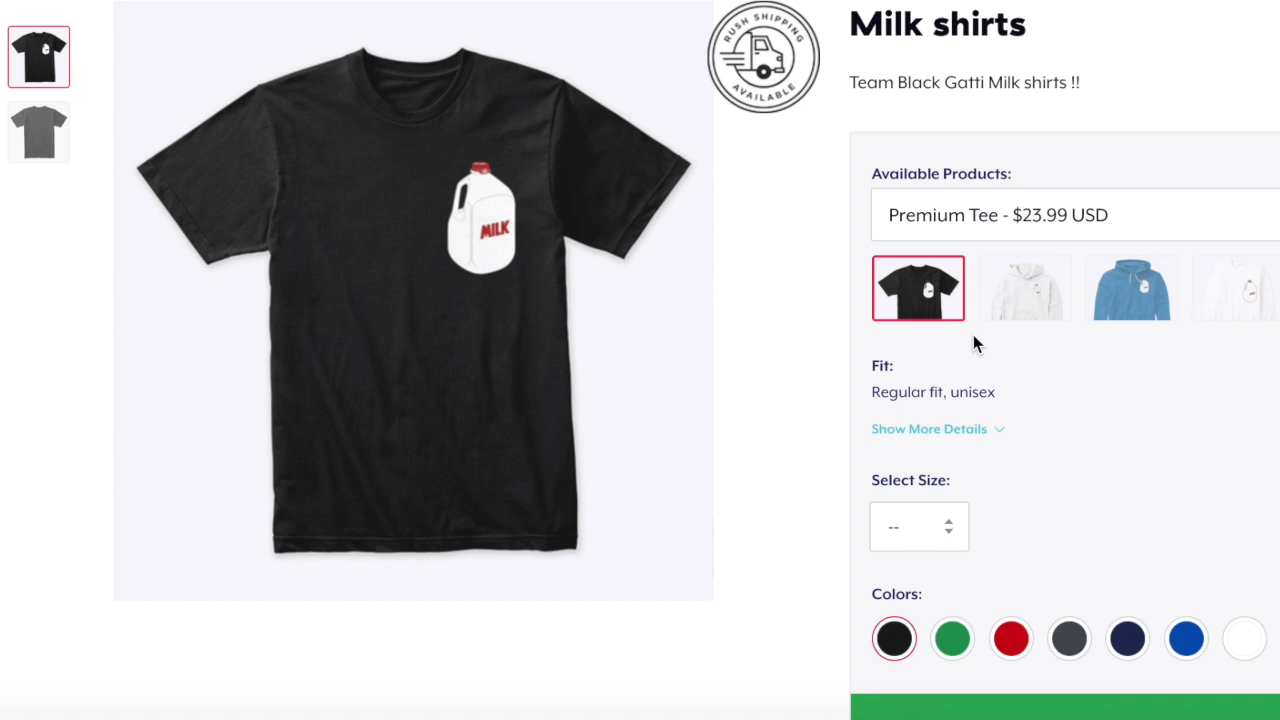 RUSH SHIPPING
AVAILABLE
MILK
Milk shirts
Team Black Gatti Milk shirts !!
Available Products:
Premium Tee - $23.99 USD
Fit:
Regular fit, unisex
Show More Details
Select Size:
--
Colors: